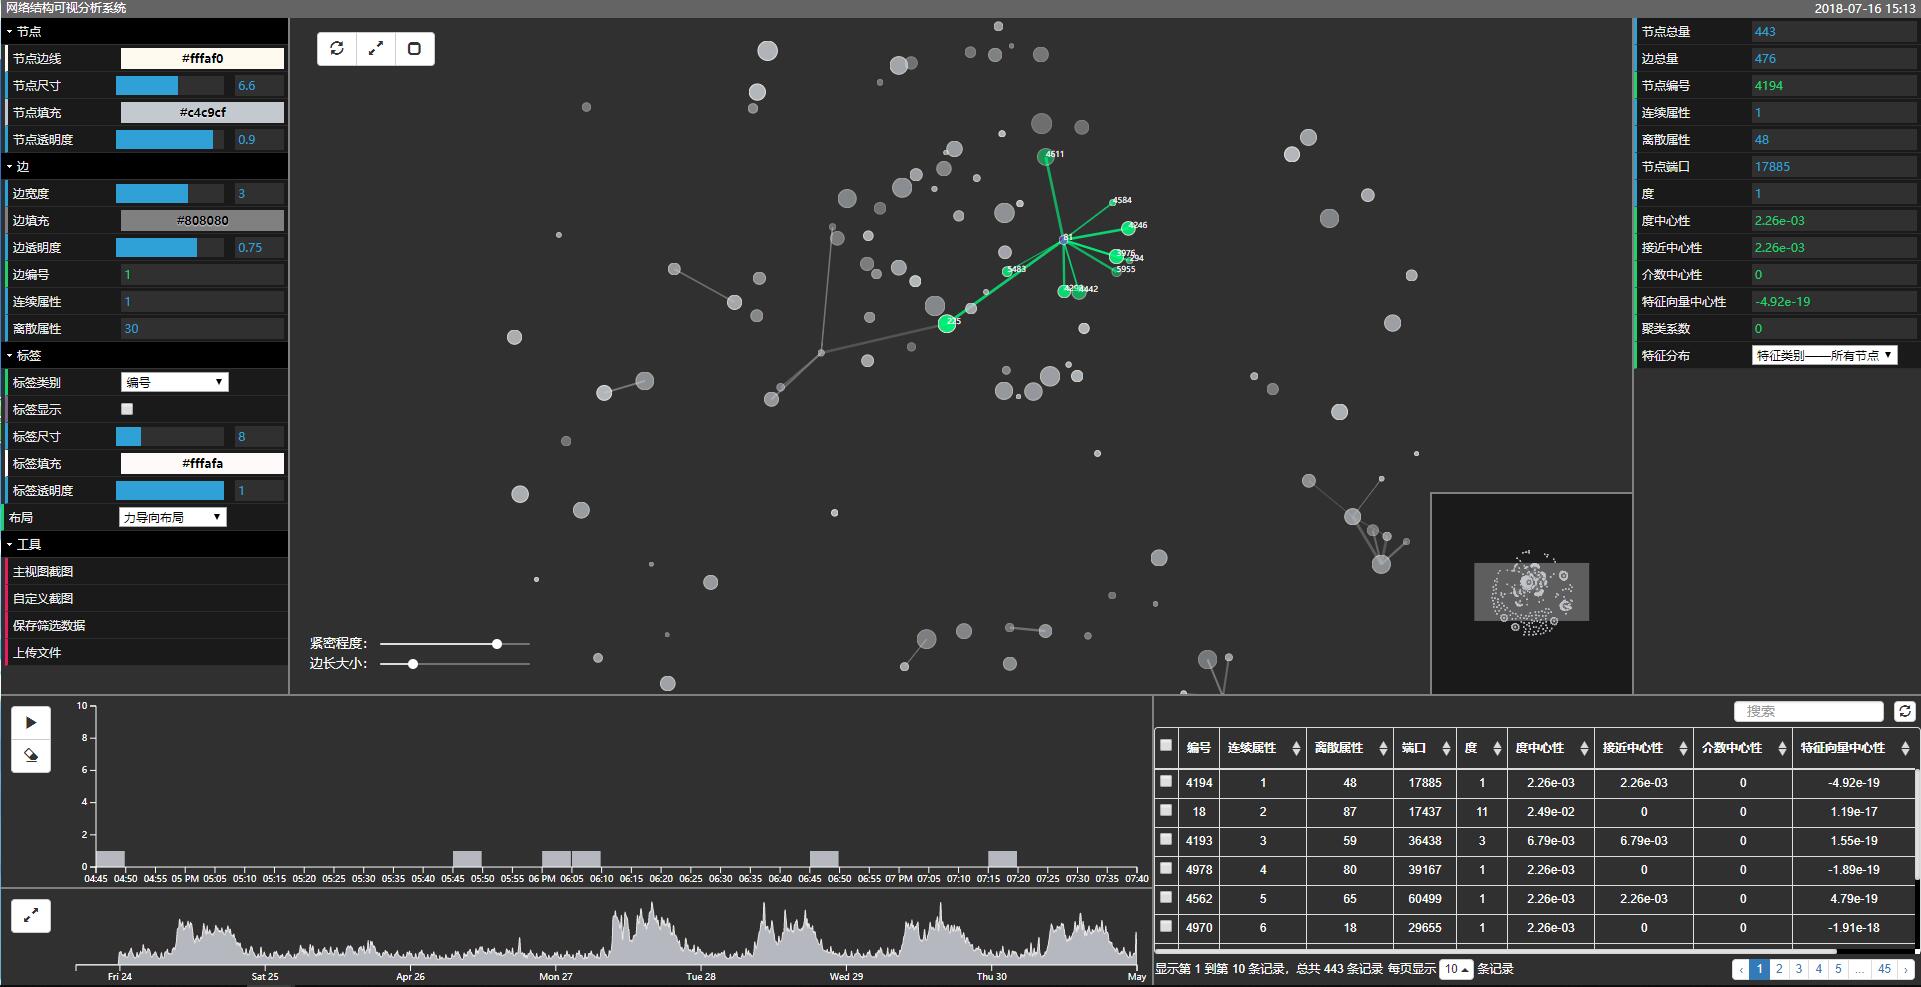 网络结构可视分析系统 2018-07-16 15:13
节点
节点边线 #fffaf0
节点尺寸 6.6
节点填充 #c4c9cf
节点透明度 0.9
边
边宽度 3
边填充 #808080
边透明度 0.75
边编号 1
连续属性 1
离散属性 30
标签
标签类别 编号
标签显示
标签尺寸 8
标签填充 #fffafa
标签透明度 1
布局 力导向布局
工具
主视图截图
自定义截图
保存筛选数据
上传文件
4611
4584
4246
61
3976
294
5955
5483
4442
225
紧密程度：
边长大小：
节点总量 443
边总量 476
节点编号 4194
连续属性 1
离散属性 48
节点端口 17885
度 1
度中心性 2.26e-03
接近中心性 2.26e-03
介数中心性 0
特征向量中心性 -4.92e-19
聚类系数 0
特征分布 特征类别——所有节点
10
8
6
4
2
0
04:45 04:50 04:55 05 PM 05:05 05:10 05:15 05:20 05:25 05:30 05:35 05:40 05:45 05:50 05:55 06 PM 06:05 06:10 06:15 06:20 06:25 06:30 06:35 06:40 06:45 06:50 06:55 07 PM 07:05 07:10 07:15 07:20 07:25 07:30 07:35 07:40
Fri 24 Sat 25 Apr 26 Mon 27 Tue 28 Wed 29 Thu 30 May
搜索
编号 连续属性 离散属性 端口 度 度中心性 接近中心性 介数中心性 特征向量中心性
4194 1 48 17885 1 2.26e-03 2.26e-03 0 -4.92e-19
18 2 87 17437 11 2.49e-02 0 0 1.19e-17
4193 3 59 36438 3 6.79e-03 6.79e-03 0 1.55e-19
4978 4 80 39167 1 2.26e-03 0 0 -1.89e-19
4562 5 65 60499 1 2.26e-03 2.26e-03 0 4.79e-19
4970 6 18 29655 1 2.26e-03 0 0 -1.91e-18
显示第 1 到第 10 条记录，总共 443 条记录 每页显示 10 条记录
‹ 1 2 3 4 5 ... 45 ›